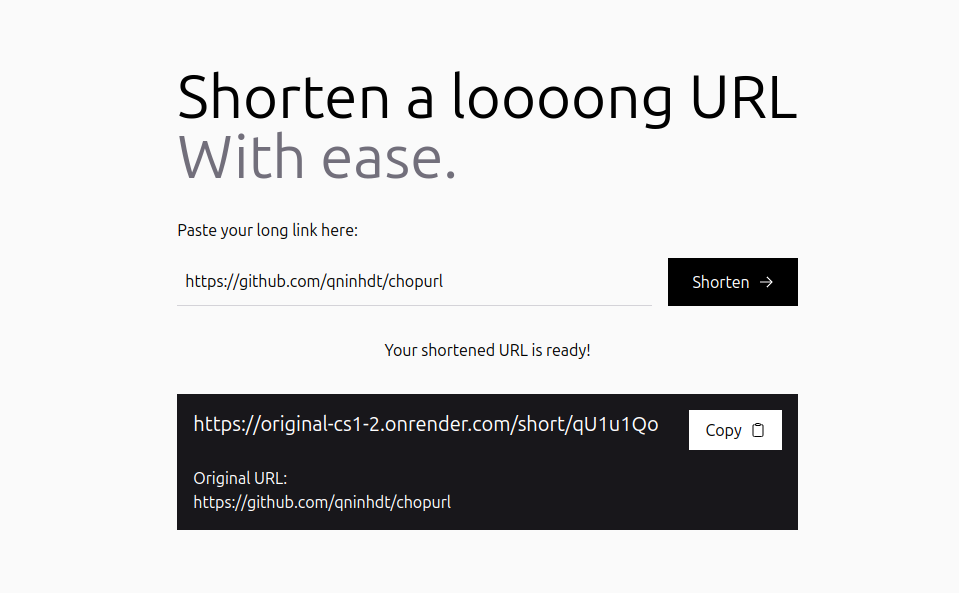 Shorten a loooong URL
With ease.
Paste your long link here:
https://github.com/qninhdt/chopurl
Shorten
Your shortened URL is ready!
https://original-cs1-2.onrender.com/short/qU1u1Qo
Copy
Original URL:
https://github.com/qninhdt/chopurl